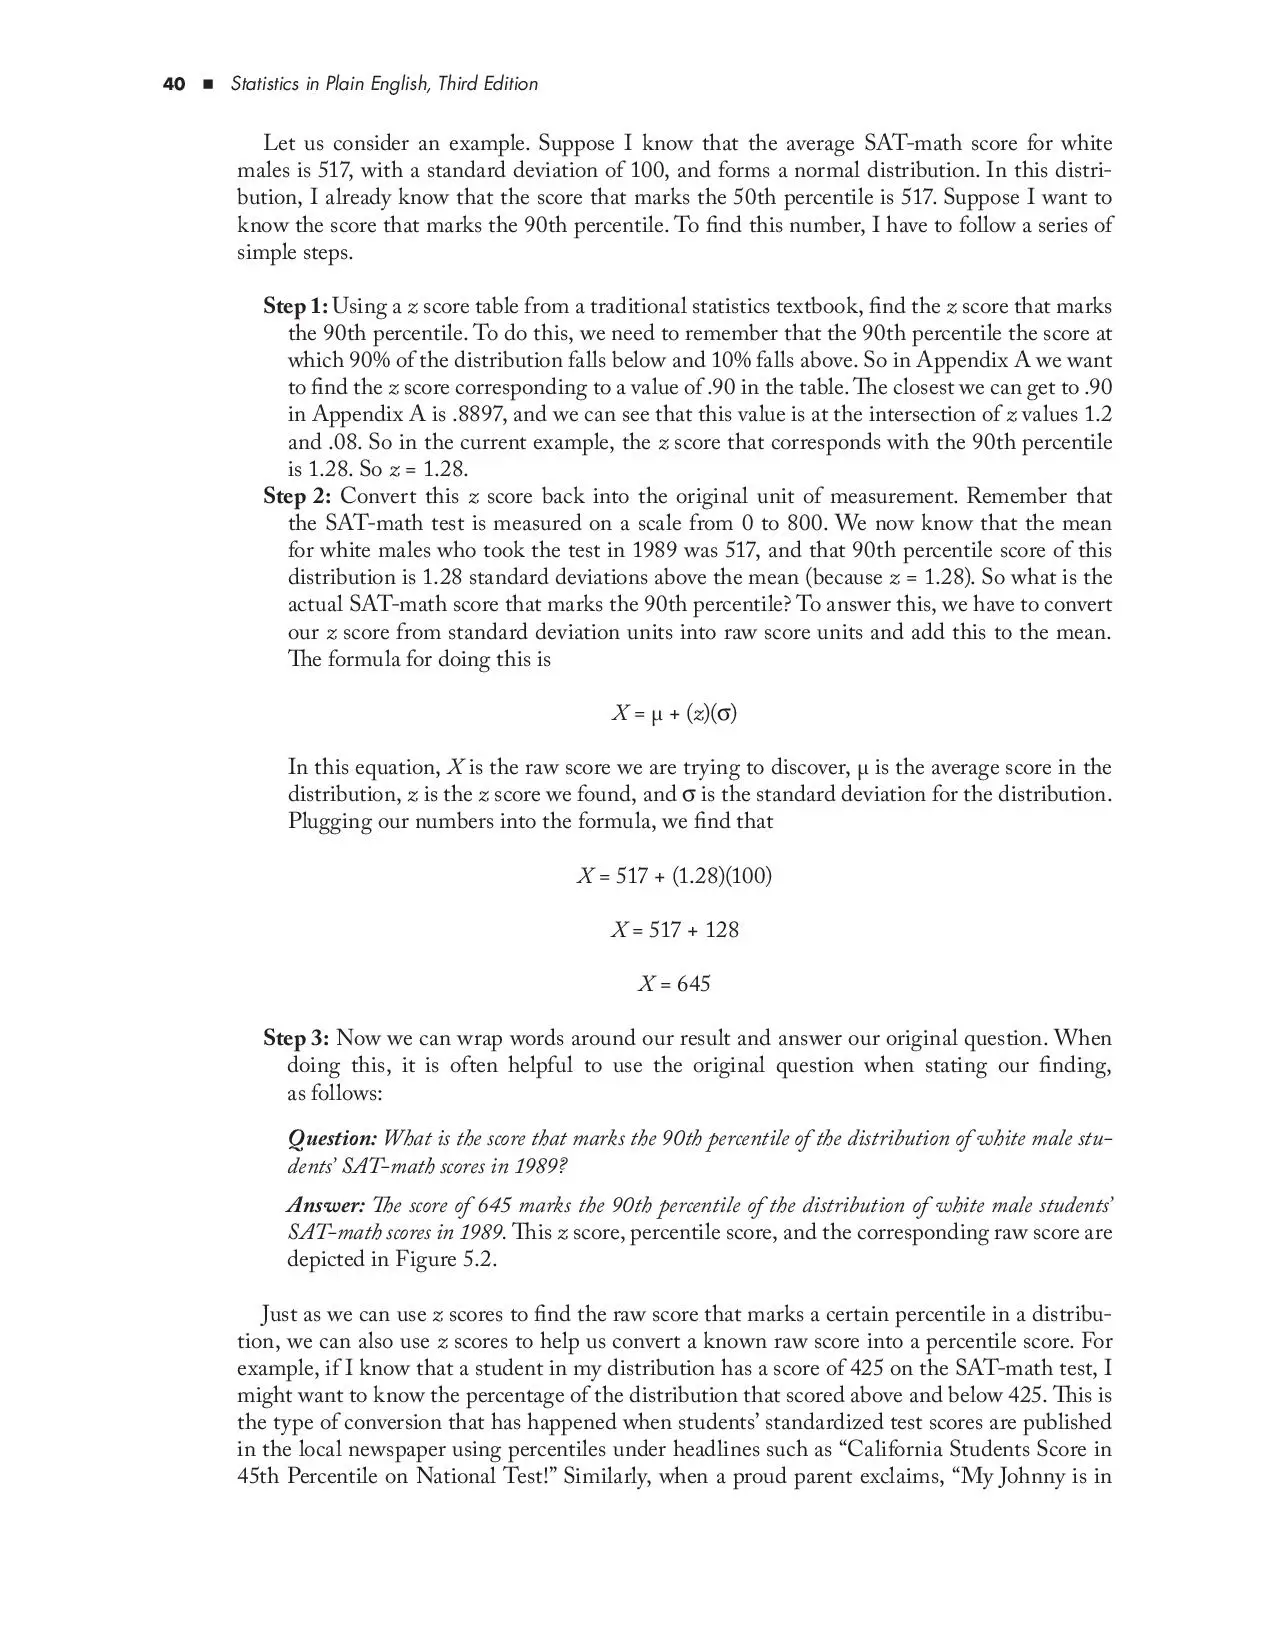 40 ■ Statistics in Plain English, Third Edition
Let us consider an example. Suppose I know that the average SAT-math score for white
males is 517, with a standard deviation of 100, and forms a normal distribution. In this distri-
bution, I already know that the score that marks the 50th percentile is 517. Suppose I want to
know the score that marks the 90th percentile. To find this number, I have to follow a series of
simple steps.
Step 1: Using a z score table from a traditional statistics textbook, find the z score that marks
the 90th percentile. To do this, we need to remember that the 90th percentile the score at
which 90% of the distribution falls below and 10% falls above. So in Appendix A we want
to find the z score corresponding to a value of .90 in the table. The closest we can get to .90
in Appendix A is .8897, and we can see that this value is at the intersection of z values 1.2
and .08. So in the current example, the z score that corresponds with the 90th percentile
is 1.28. So z = 1.28.
Step 2: Convert this z score back into the original unit of measurement. Remember that
the SAT-math test is measured on a scale from 0 to 800. We now know that the mean
for white males who took the test in 1989 was 517, and that 90th percentile score of this
distribution is 1.28 standard deviations above the mean (because z = 1.28). So what is the
actual SAT-math score that marks the 90th percentile? To answer this, we have to convert
our z score from standard deviation units into raw score units and add this to the mean.
The formula for doing this is
X = μ + (z)(σ)
In this equation, X is the raw score we are trying to discover, μ is the average score in the
distribution, z is the z score we found, and σ is the standard deviation for the distribution.
Plugging our numbers into the formula, we find that
X = 517 + (1.28)(100)
X = 517 + 128
X = 645
Step 3: Now we can wrap words around our result and answer our original question. When
doing this, it is often helpful to use the original question when stating our finding,
as follows:
Question: What is the score that marks the 90th percentile of the distribution of white male stu-
dents’ SAT-math scores in 1989?
Answer: The score of 645 marks the 90th percentile of the distribution of white male students’
SAT-math scores in 1989. This z score, percentile score, and the corresponding raw score are
depicted in Figure 5.2.
Just as we can use z scores to find the raw score that marks a certain percentile in a distribu-
tion, we can also use z scores to help us convert a known raw score into a percentile score. For
example, if I know that a student in my distribution has a score of 425 on the SAT-math test, I
might want to know the percentage of the distribution that scored above and below 425. This is
the type of conversion that has happened when students’ standardized test scores are published
in the local newspaper using percentiles under headlines such as “California Students Score in
45th Percentile on National Test!” Similarly, when a proud parent exclaims, “My Johnny is in